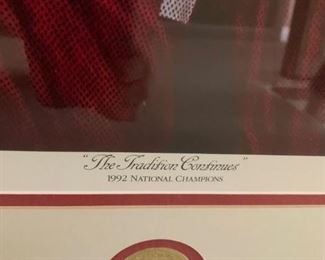 "The Tradition Continues"
1992 NATIONAL CHAMPIONS